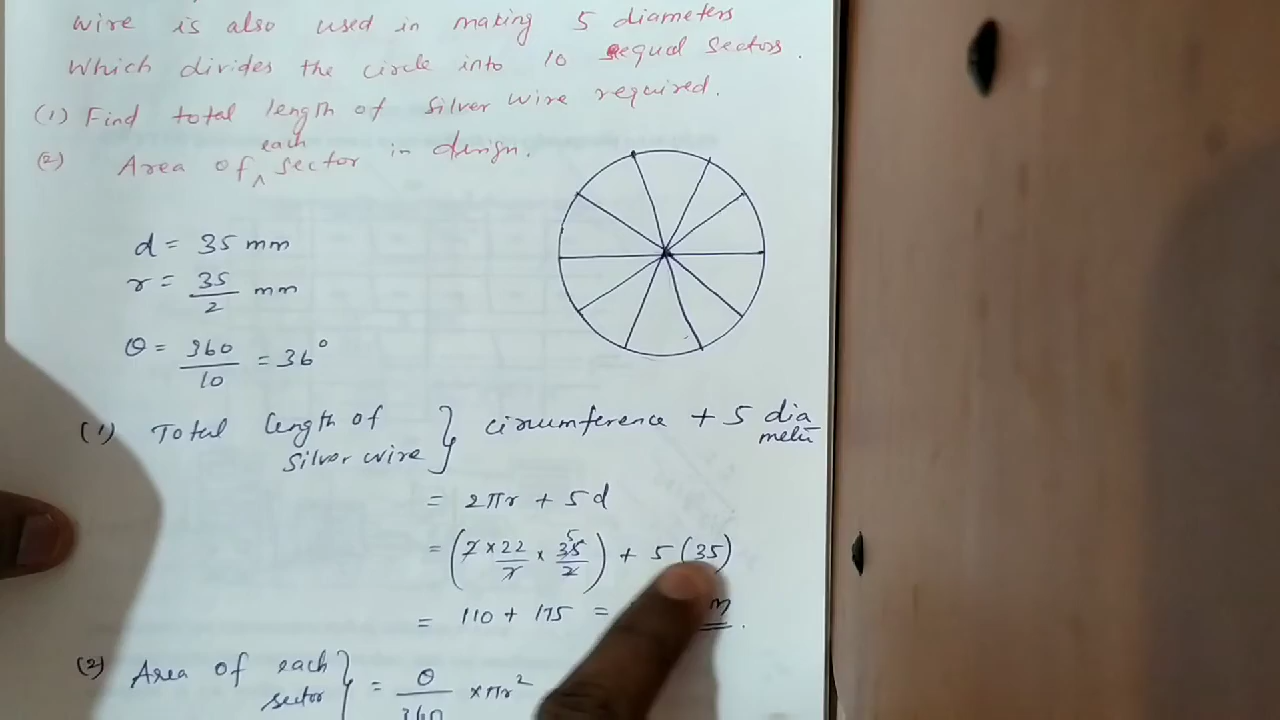 wire is also used in making 5 diameters
Which divides the circle into 10 equal sectors.
(1) Find total length of silver wire required.
(2) Area of ^ each sector in design.
d = 35 mm
r = 35/2 mm
θ = 360/10 = 36°
(1) Total length of silver wire } circumference + 5 diameter
= 2πr + 5d
= (2 × 22/7 × 35/2) + 5(35)
= 110 + 175 =
(2) Area of each sector } = θ/360 × πr²